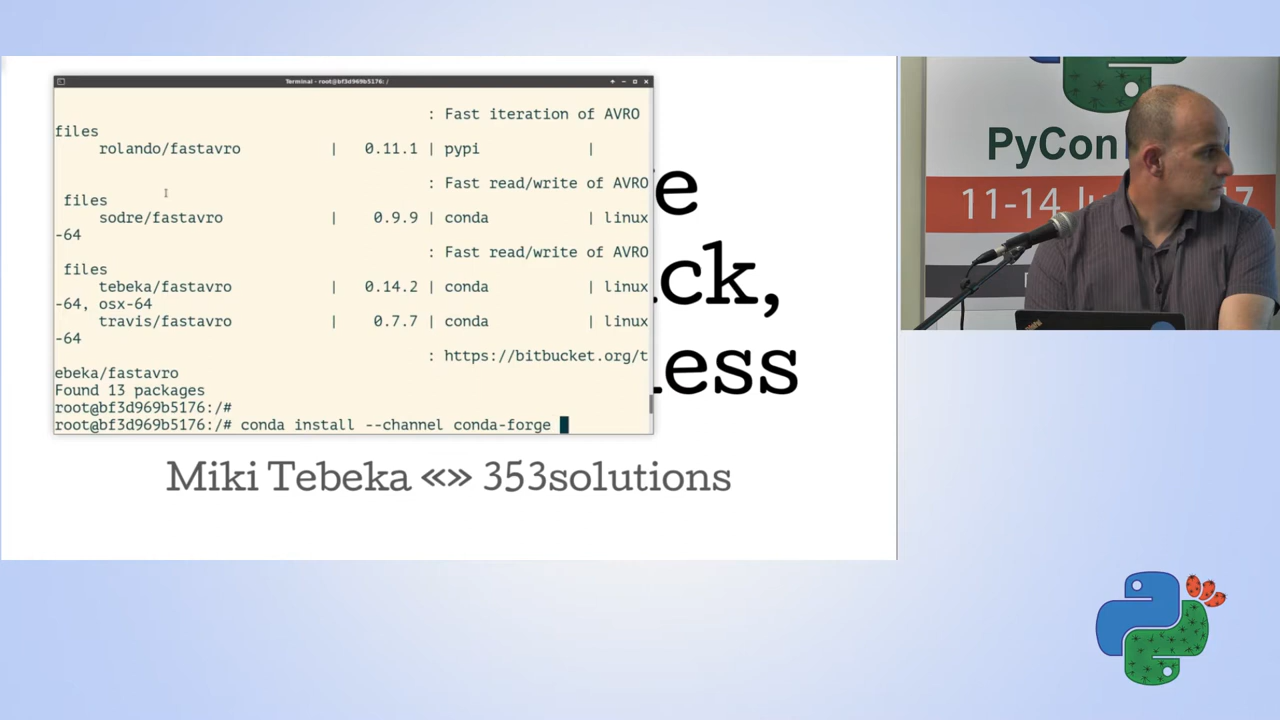 Terminal - root@bf3d969b5176: /
: Fast iteration of AVRO
files
rolando/fastavro | 0.11.1 | pypi |
: Fast read/write of AVRO
files
sodre/fastavro | 0.9.9 | conda | linux
-64
: Fast read/write of AVRO
files
tebeka/fastavro | 0.14.2 | conda | linux
-64, osx-64
travis/fastavro | 0.7.7 | conda | linux
-64
: https://bitbucket.org/t
ebeka/fastavro
Found 13 packages
root@bf3d969b5176:/#
root@bf3d969b5176:/# conda install --channel conda-forge
Miki Tebeka «» 353solutions
PyCon
11-14